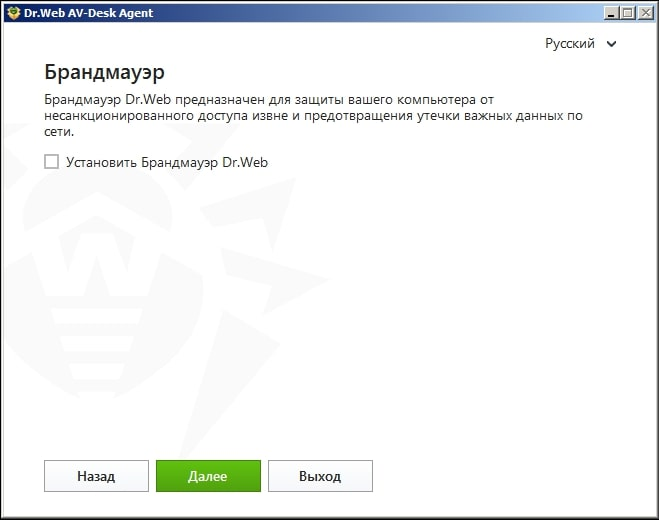 Dr.Web AV-Desk Agent
Русский
Брандмауэр
Брандмауэр Dr.Web предназначен для защиты вашего компьютера от
несанкционированного доступа извне и предотвращения утечки важных данных по
сети.
Установить Брандмауэр Dr.Web
Назад
Далее
Выход